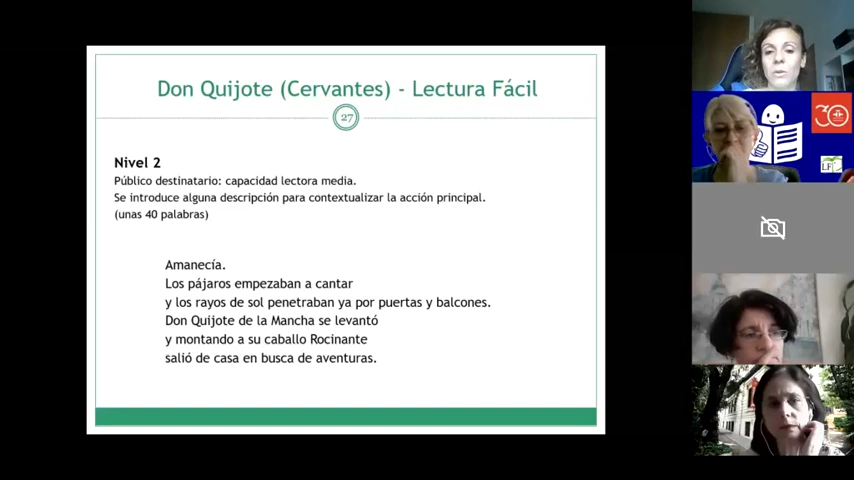 Don Quijote (Cervantes) - Lectura Fácil
27
Nivel 2
Público destinatario: capacidad lectora media.
Se introduce alguna descripción para contextualizar la acción principal.
(unas 40 palabras)
Amanecía.
Los pájaros empezaban a cantar
y los rayos de sol penetraban ya por puertas y balcones.
Don Quijote de la Mancha se levantó
y montando a su caballo Rocinante
salió de casa en busca de aventuras.
30
LF